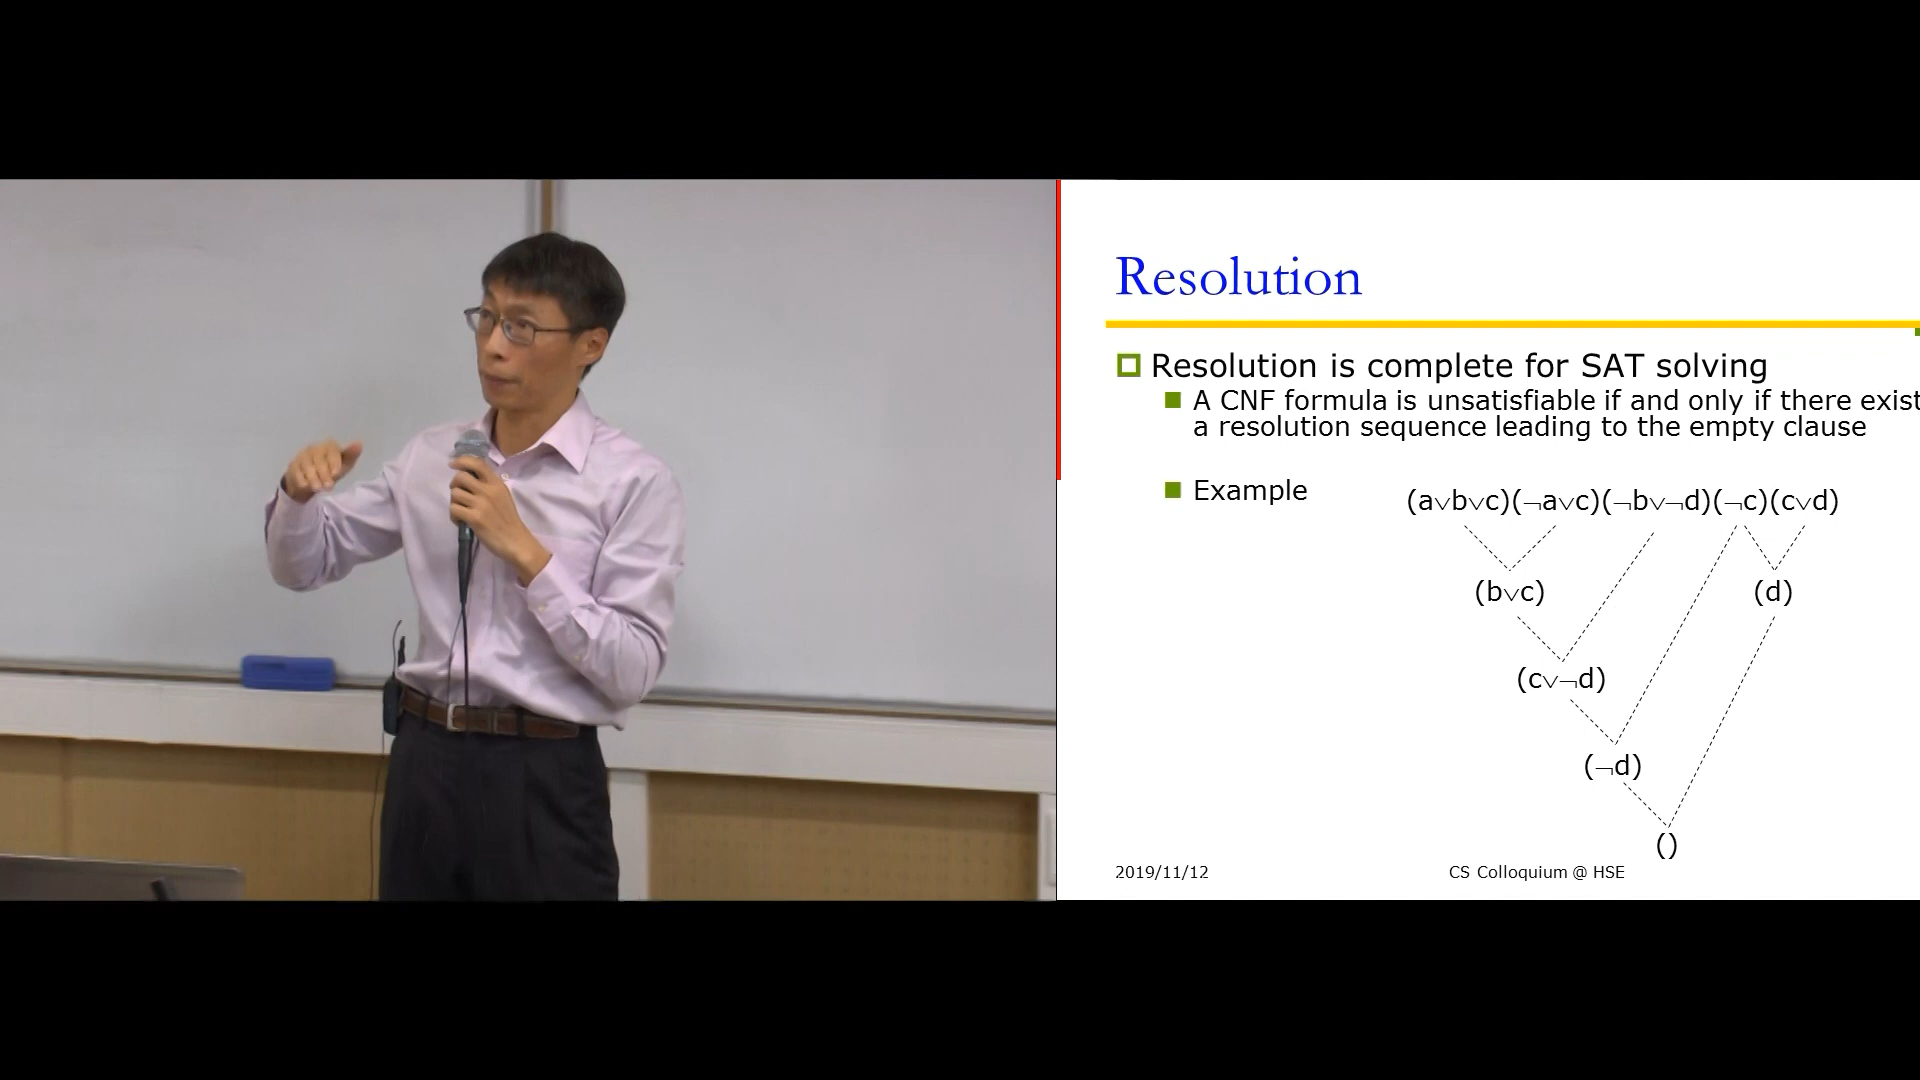 Resolution
Resolution is complete for SAT solving
A CNF formula is unsatisfiable if and only if there exist
a resolution sequence leading to the empty clause
Example
(a∨b∨c)(¬a∨c)(¬b∨¬d)(¬c)(c∨d)
(b∨c)
(d)
(c∨¬d)
(¬d)
()
2019/11/12
CS Colloquium @ HSE